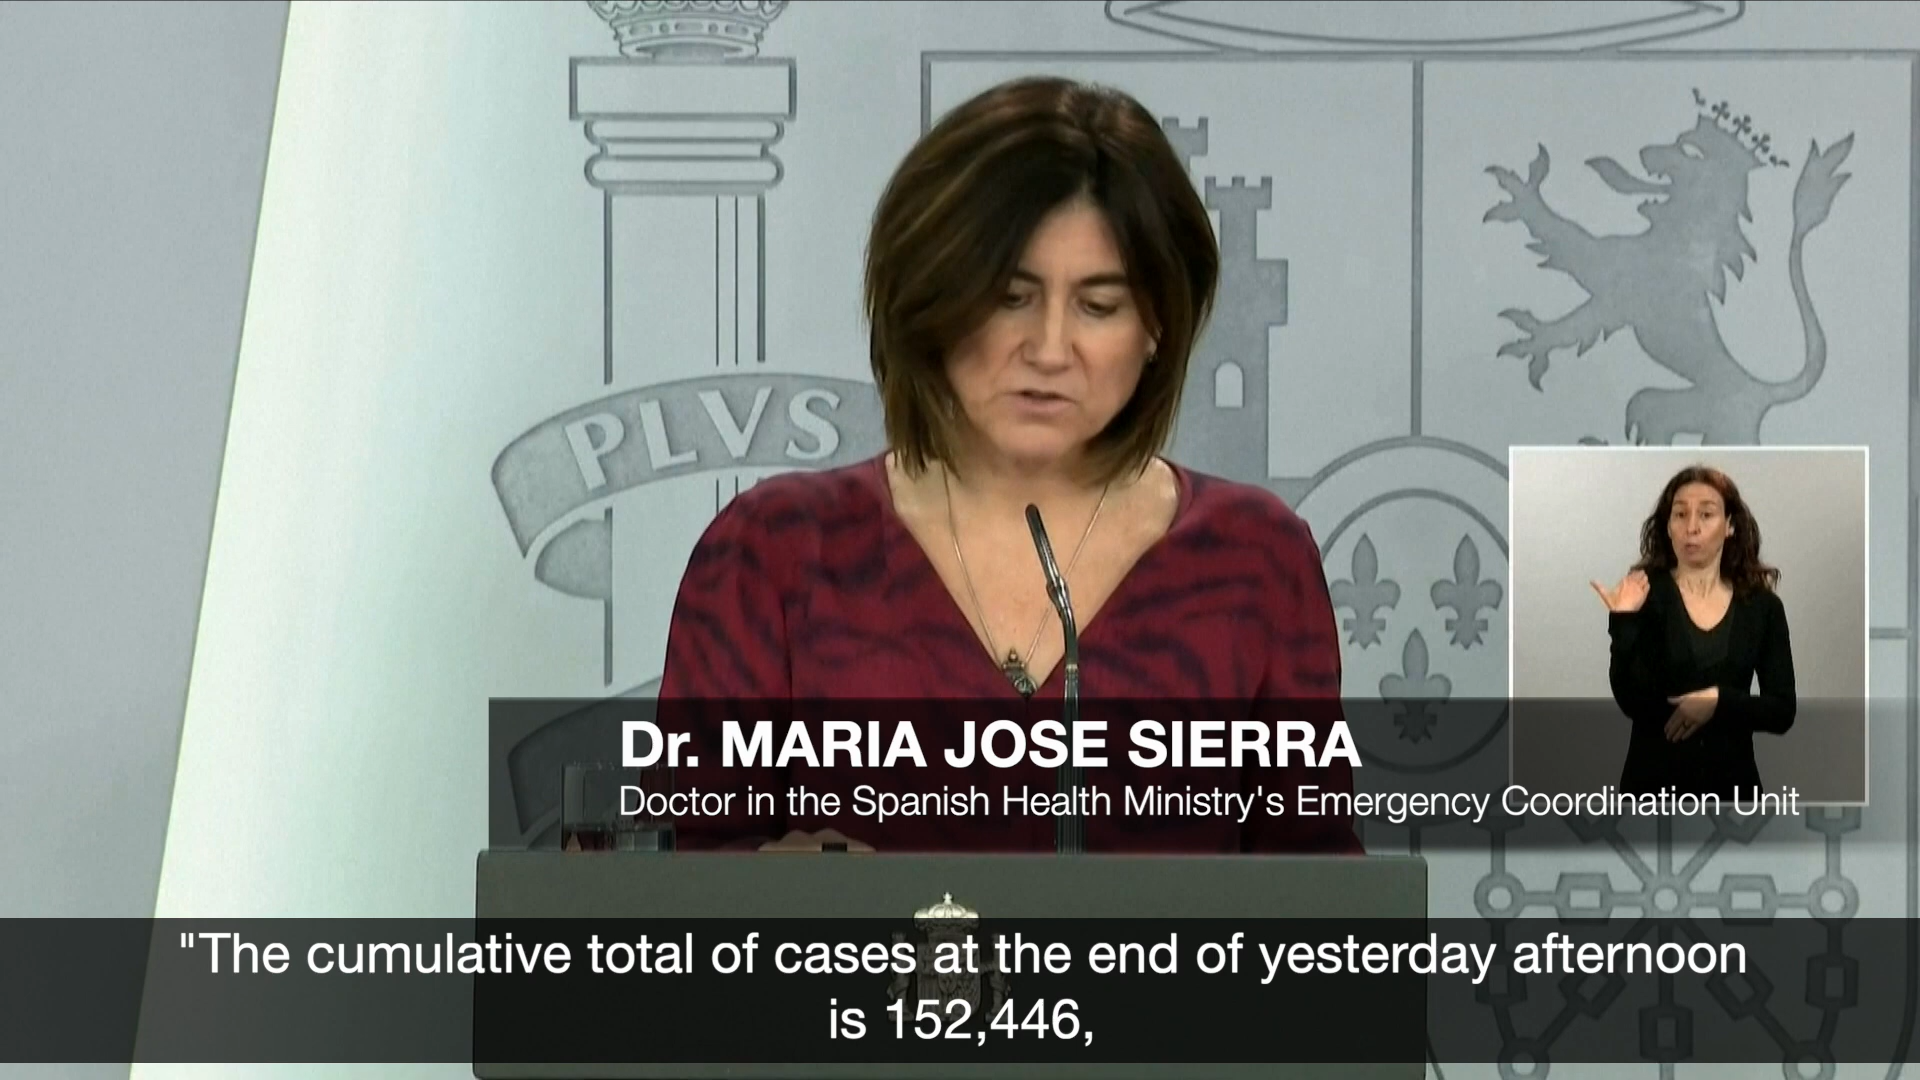 PLVS
Dr. MARIA JOSE SIERRA
Doctor in the Spanish Health Ministry's Emergency Coordination Unit
"The cumulative total of cases at the end of yesterday afternoon
is 152,446,